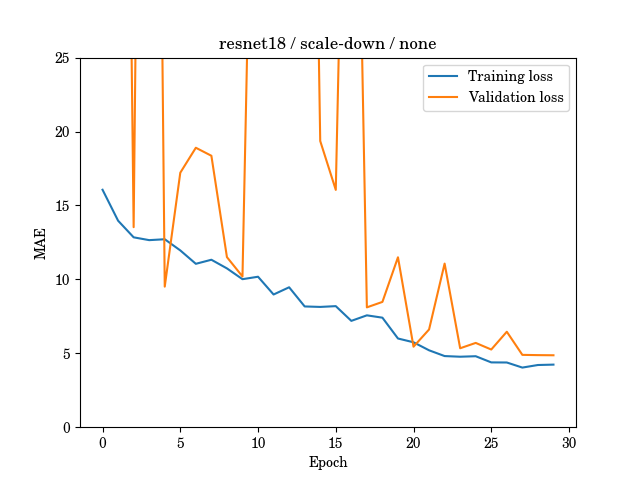 resnet18 / scale-down / none
Training loss
Validation loss
25
20
15
10
5
0
MAE
0 5 10 15 20 25 30
Epoch